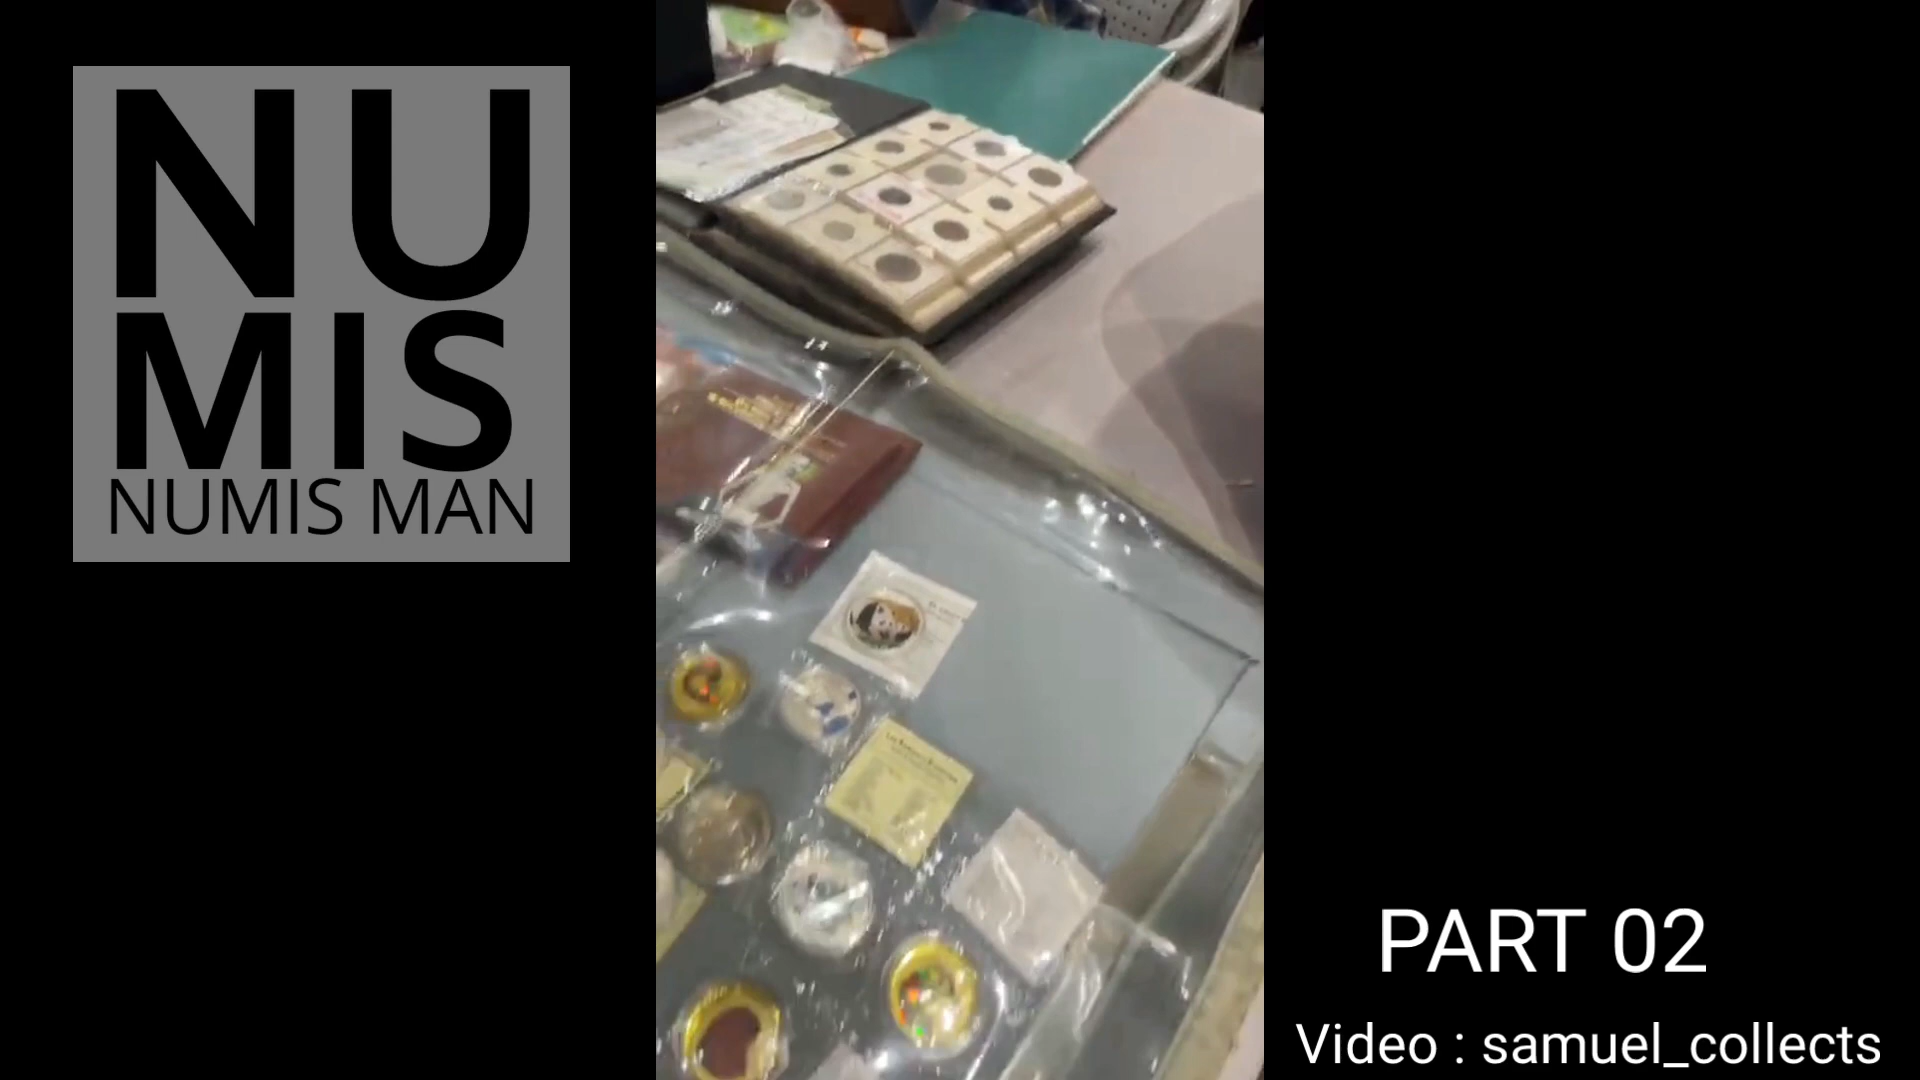 NU
MIS
NUMIS MAN
PART 02
Video : samuel_collects